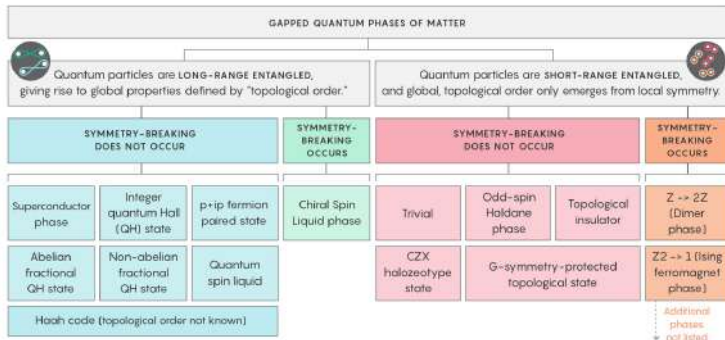 GAPPED QUANTUM PHASES OF MATTER
Quantum particles are LONG-RANGE ENTANGLED,
giving rise to global properties defined by "topological order."
Quantum particles are SHORT-RANGE ENTANGLED,
and global, topological order only emerges from local symmetry.
SYMMETRY-BREAKING
DOES NOT OCCUR
SYMMETRY-
BREAKING
OCCURS
SYMMETRY-BREAKING
DOES NOT OCCUR
SYMMETRY-
BREAKING
OCCURS
Superconductor
phase
Integer
quantum Hall
(QH) state
p+ip fermion
paired state
Chiral Spin
Liquid phase
Trivial
Odd-spin
Haldane
phase
Topological
insulator
Z -> 2Z
(Dimer
phase)
Abelian
fractional
QH state
Non-abelian
fractional
QH state
Quantum
spin liquid
CZX
halozeotype
state
G-symmetry-protected
topological state
Z2 -> 1 (Ising
ferromagnet
phase)
Haah code (topological order not known)
Additional
phases
not listed